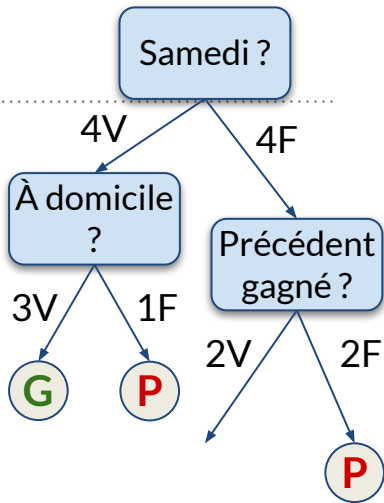 Samedi ?
4V
4F
À domicile
?
Précédent
gagné ?
3V
1F
2V
2F
G
P
P